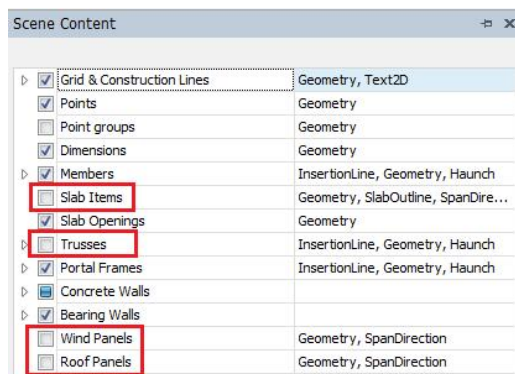 Scene Content
Grid & Construction Lines Geometry, Text2D
Points Geometry
Point groups Geometry
Dimensions Geometry
Members InsertionLine, Geometry, Haunch
Slab Items Geometry, SlabOutline, SpanDire...
Slab Openings Geometry
Trusses InsertionLine, Geometry, Haunch
Portal Frames InsertionLine, Geometry, Haunch
Concrete Walls
Bearing Walls
Wind Panels Geometry, SpanDirection
Roof Panels Geometry, SpanDirection